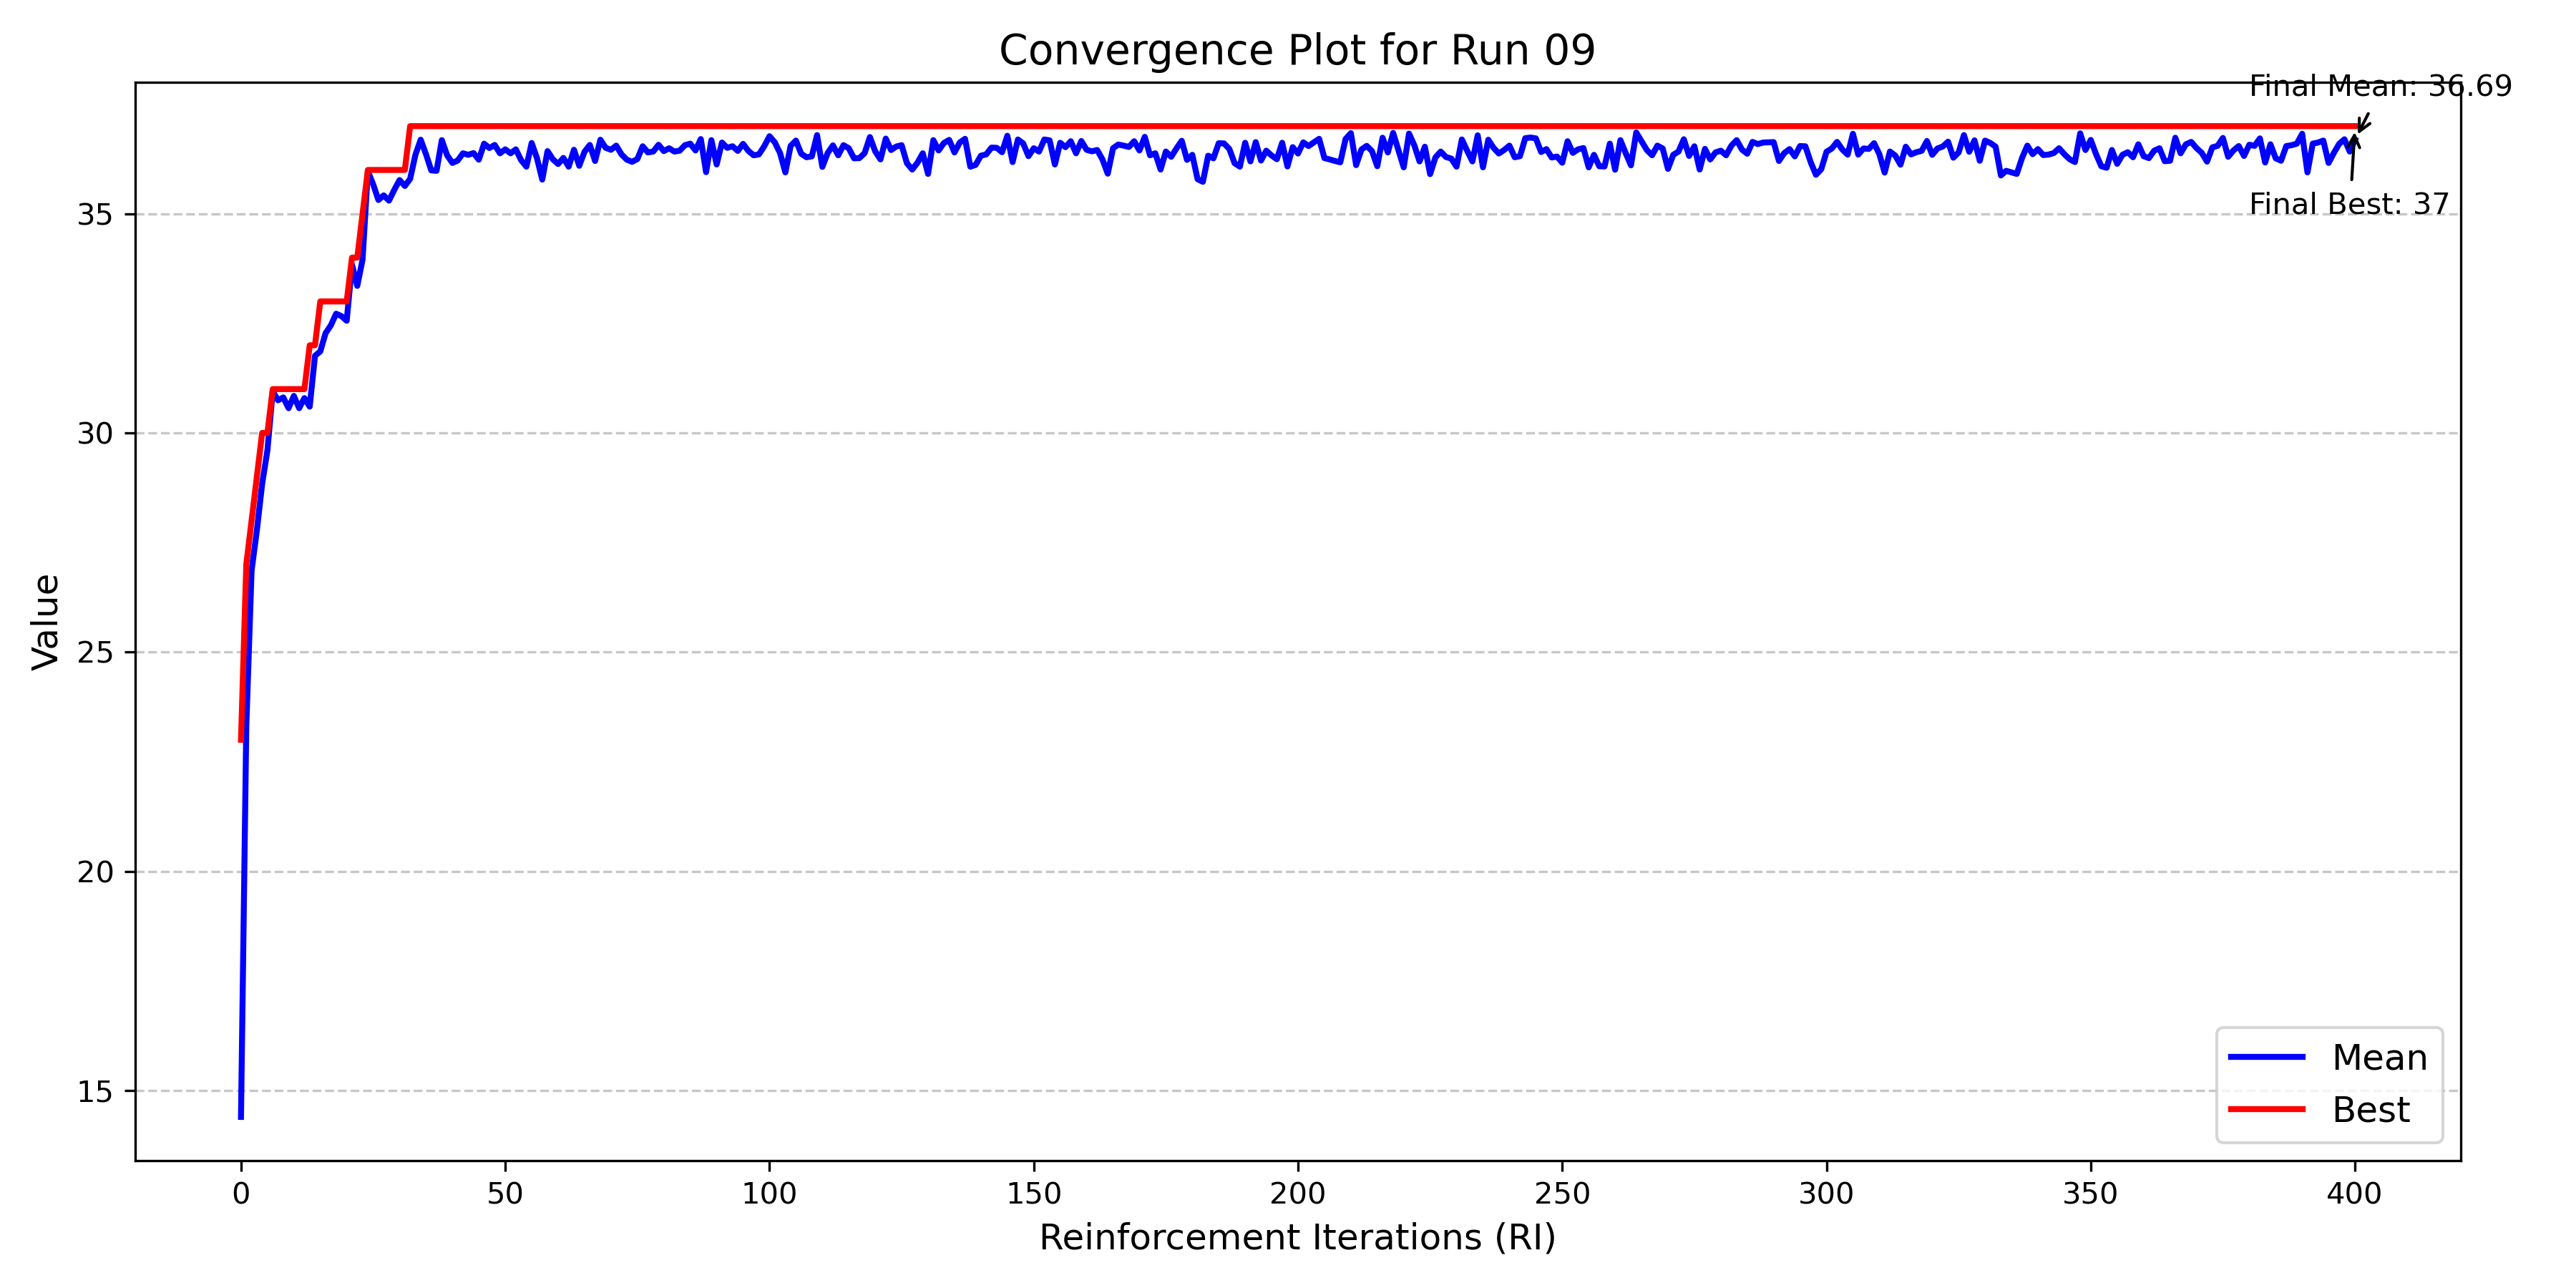 Convergence Plot for Run 09
Final Mean: 36.69
Final Best: 37
Value
35
30
25
20
15
0 50 100 150 200 250 300 350 400
Reinforcement Iterations (RI)
Mean
Best